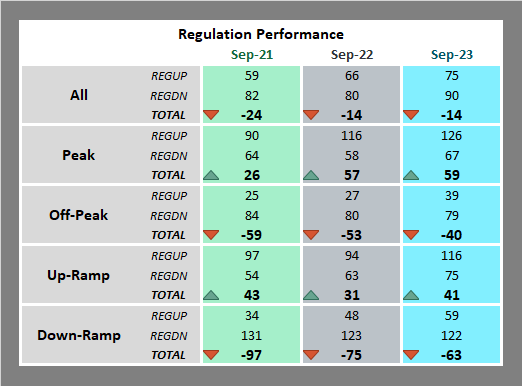 Regulation Performance
Sep-21 Sep-22 Sep-23
REGUP 59 66 75
All REGDN 82 80 90
TOTAL -24 -14 -14
REGUP 90 116 126
Peak REGDN 64 58 67
TOTAL 26 57 59
REGUP 25 27 39
Off-Peak REGDN 84 80 79
TOTAL -59 -53 -40
REGUP 97 94 116
Up-Ramp REGDN 54 63 75
TOTAL 43 31 41
REGUP 34 48 59
Down-Ramp REGDN 131 123 122
TOTAL -97 -75 -63